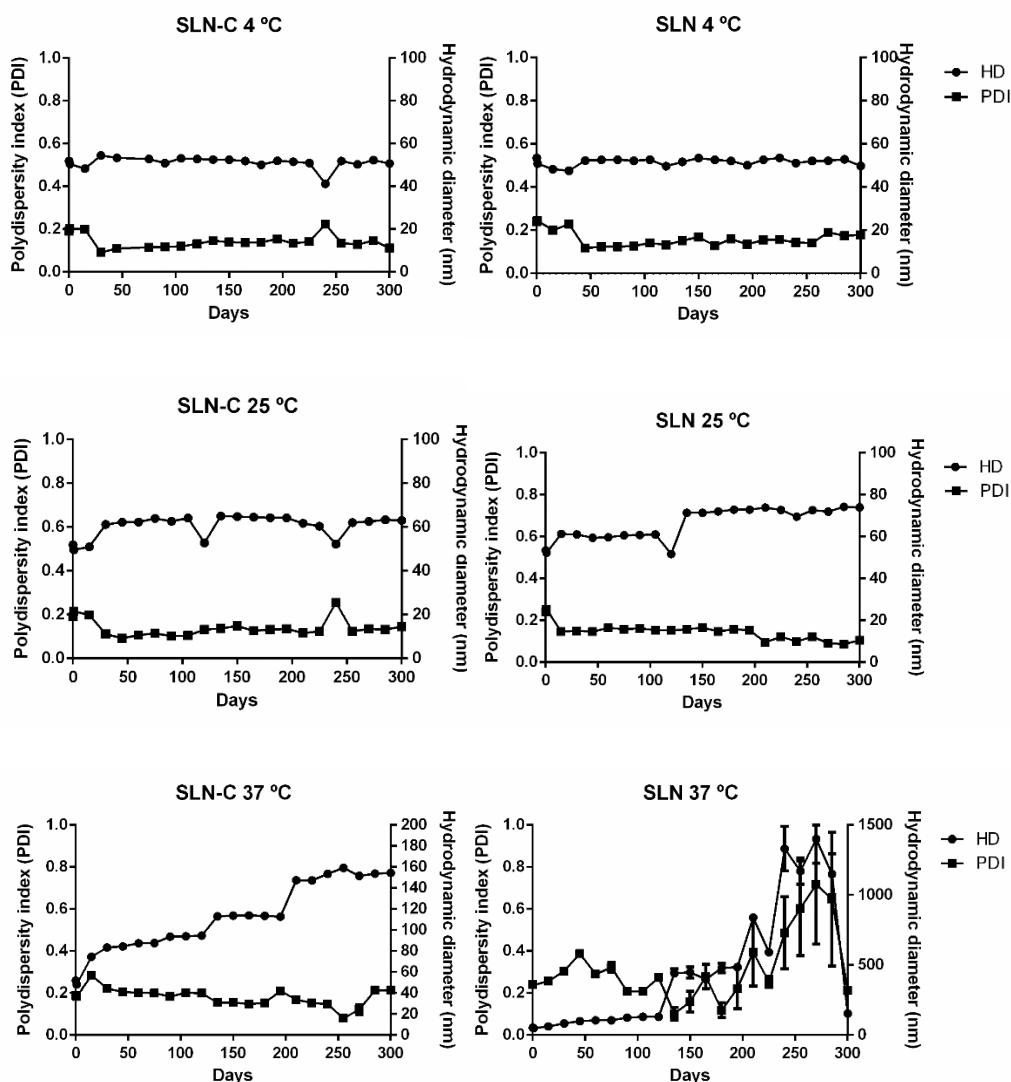 SLN-C 4 ºC
Polydispersity index (PDI)
1.0
0.8
0.6
0.4
0.2
0.0
100
80
60
40
20
0
Hydrodynamic diameter (nm)
0 50 100 150 200 250 300
Days
SLN 4 ºC
Polydispersity index (PDI)
1.0
0.8
0.6
0.4
0.2
0.0
100
80
60
40
20
0
Hydrodynamic diameter (nm)
0 50 100 150 200 250 300
Days
HD
PDI
SLN-C 25 ºC
Polydispersity index (PDI)
1.0
0.8
0.6
0.4
0.2
0.0
100
80
60
40
20
0
Hydrodynamic diameter (nm)
0 50 100 150 200 250 300
Days
SLN 25 ºC
Polydispersity index (PDI)
1.0
0.8
0.6
0.4
0.2
0.0
100
80
60
40
20
0
Hydrodynamic diameter (nm)
0 50 100 150 200 250 300
Days
HD
PDI
SLN-C 37 ºC
Polydispersity index (PDI)
1.0
0.8
0.6
0.4
0.2
0.0
200
180
160
140
120
100
80
60
40
20
0
Hydrodynamic diameter (nm)
0 50 100 150 200 250 300
Days
SLN 37 ºC
Polydispersity index (PDI)
1.0
0.8
0.6
0.4
0.2
0.0
1500
1000
500
0
Hydrodynamic diameter (nm)
0 50 100 150 200 250 300
Days
HD
PDI